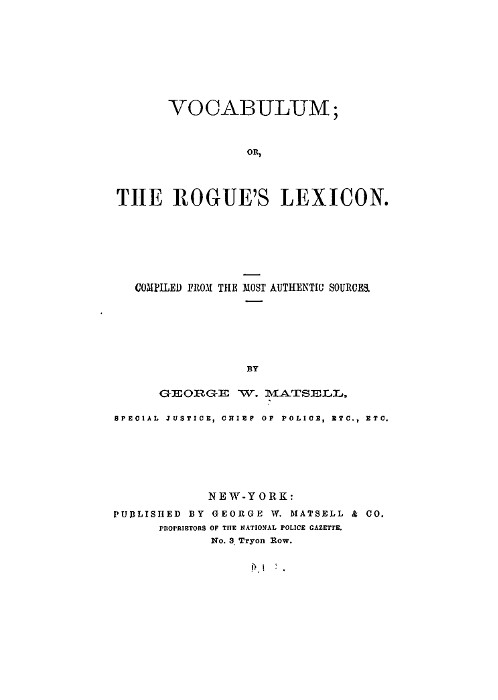 VOCABULUM;
OR,
THE ROGUE'S LEXICON.
COMPILED FROM THE MOST AUTHENTIC SOURCES.
BY
GEORGE W. MATSELL,
SPECIAL JUSTICE, CHIEF OF POLICE, ETC., ETC.
NEW-YORK:
PUBLISHED BY GEORGE W. MATSELL & CO.
PROPRIETORS OF THE NATIONAL POLICE GAZETTE.
No. 3 Tryon Row.